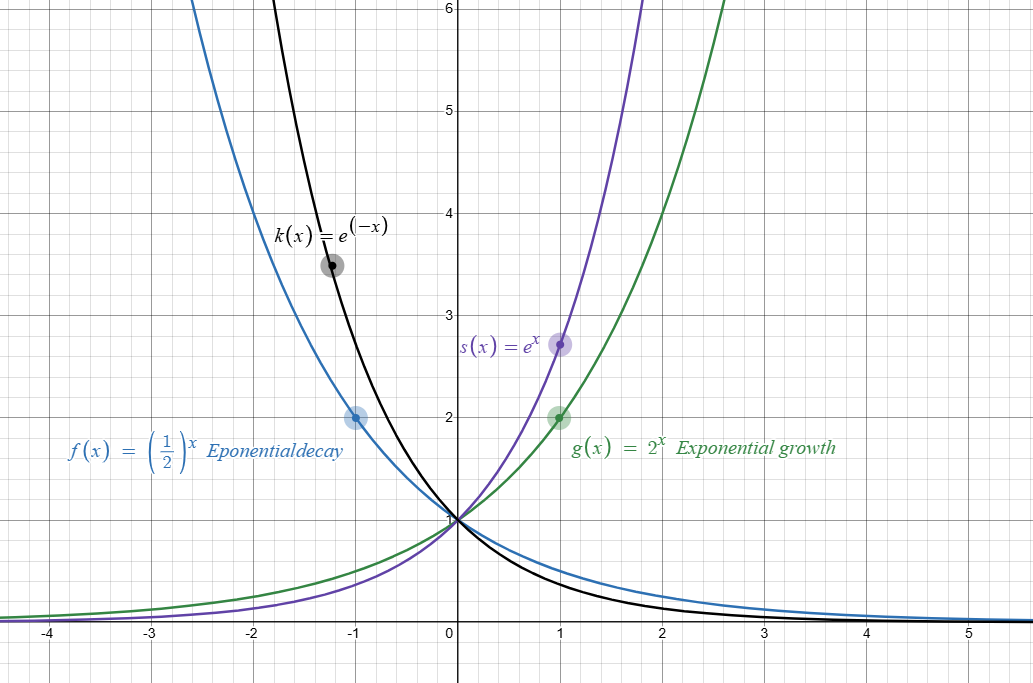 6
5
4
k(x) = e^(−x)
3
s(x) = e^x
2
f(x) = (1/2)^x Eponentialdecay
g(x) = 2^x Exponential growth
1
-4 -3 -2 -1 0 1 2 3 4 5